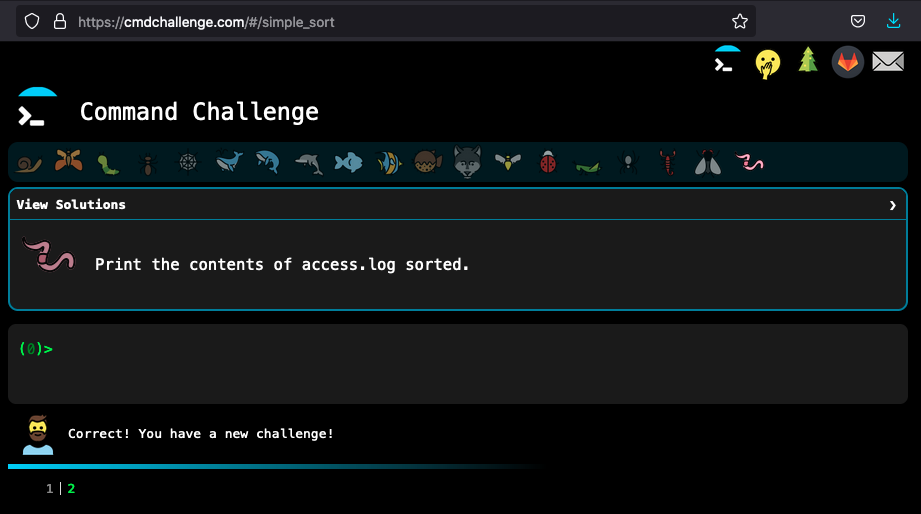 https://cmdchallenge.com/#/simple_sort
Command Challenge
View Solutions
Print the contents of access.log sorted.
(0)>
Correct! You have a new challenge!
1 | 2